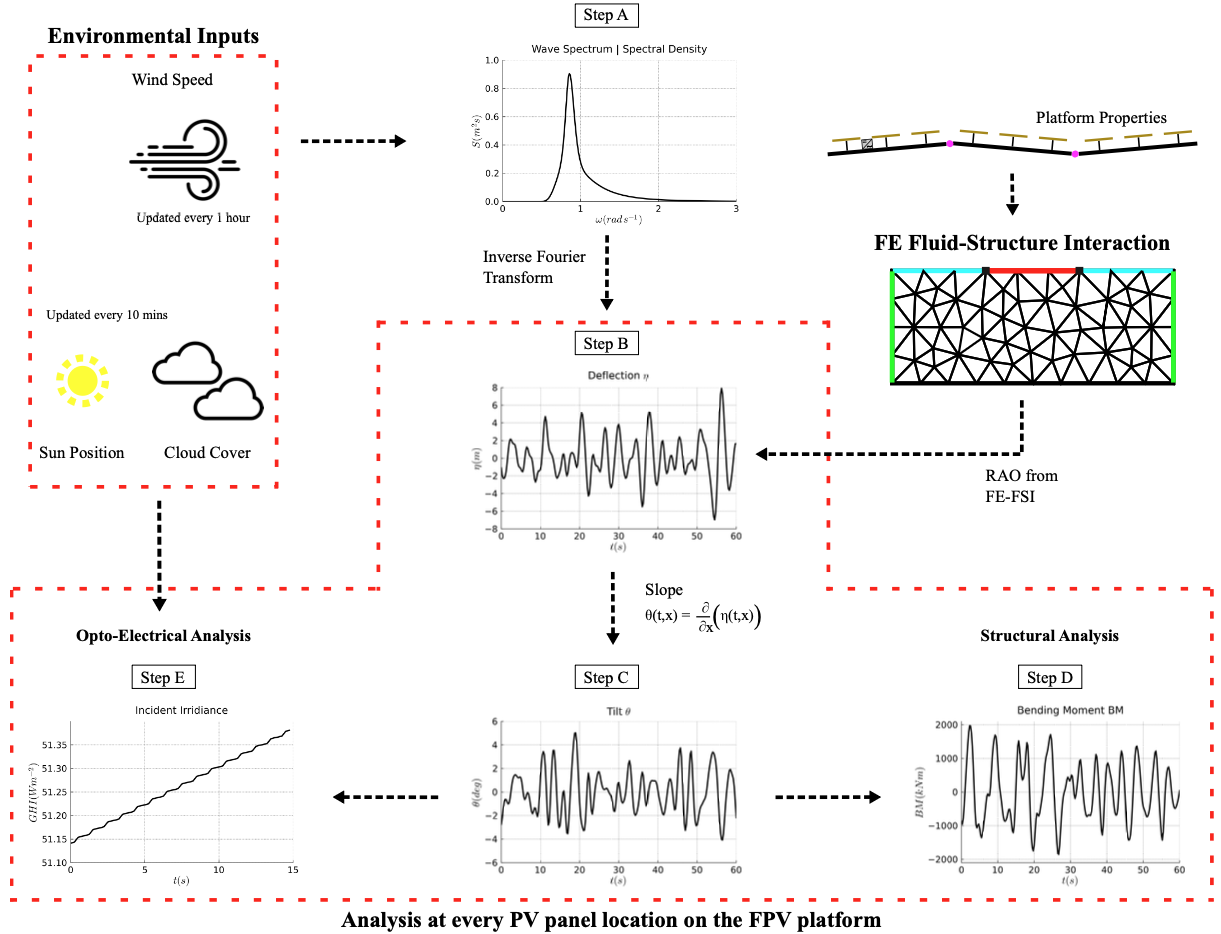 Step A
Environmental Inputs
Wind Speed
Updated every 1 hour
Updated every 10 mins
Sun Position
Cloud Cover
Wave Spectrum | Spectral Density
1.0
0.8
0.6
0.4
0.2
0.0
S(m²s)
0
1
2
3
ω(rad s⁻¹)
Inverse Fourier
Transform
Platform Properties
FE Fluid-Structure Interaction
RAO from
FE-FSI
Step B
Deflection η
8
6
4
2
0
−2
−4
−6
−8
η(m)
0
10
20
30
40
50
60
t(s)
Slope
θ(t,x) = ∂/∂x(η(t,x))
Opto-Electrical Analysis
Step E
Incident Irridiance
51.35
51.30
51.25
51.20
51.15
51.10
GHI(Wm⁻²)
0
5
10
15
t(s)
Step C
Tilt θ
6
4
2
0
−2
−4
−6
θ(deg)
0
10
20
30
40
50
60
t(s)
Structural Analysis
Step D
Bending Moment BM
2000
1000
0
−1000
−2000
BM(kNm)
0
10
20
30
40
50
60
t(s)
Analysis at every PV panel location on the FPV platform